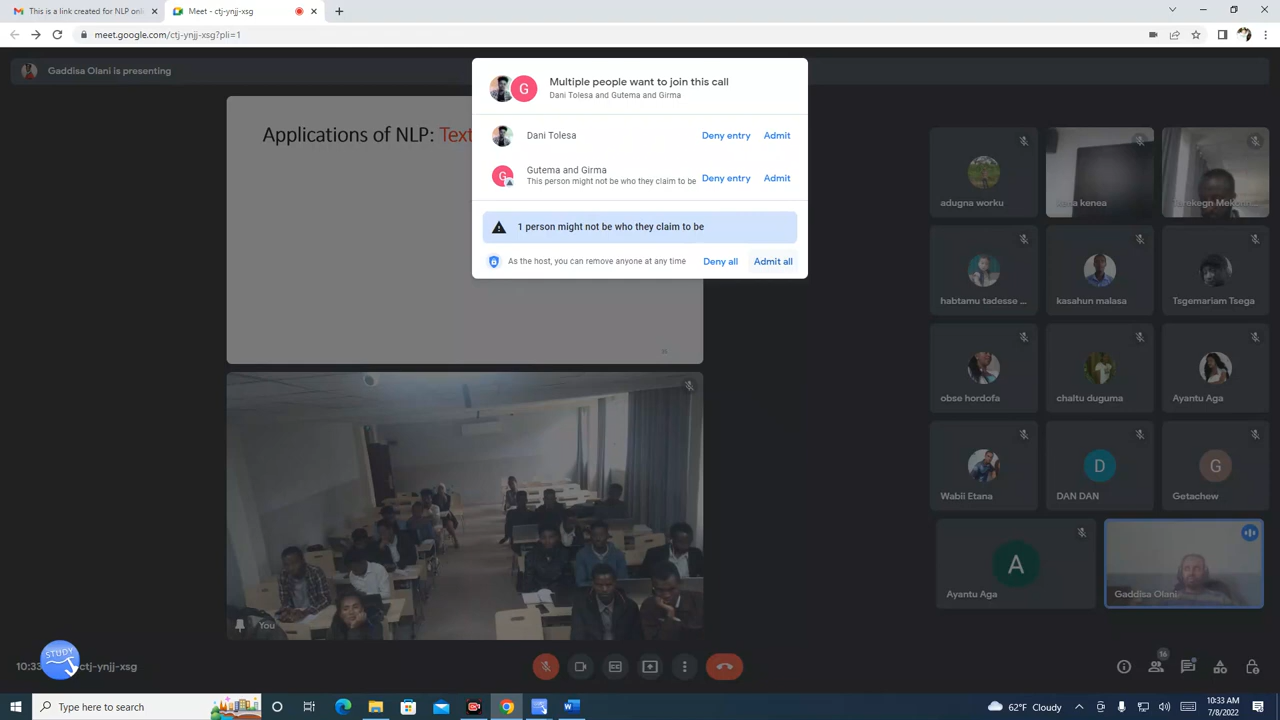 This is a link created for NLP onli
Meet - ctj-ynjj-xsg
meet.google.com/ctj-ynjj-xsg?pli=1
Gaddisa Olani is presenting
Multiple people want to join this call
Dani Tolesa and Gutema and Girma
Dani Tolesa
Deny entry
Admit
Gutema and Girma
This person might not be who they claim to be
Deny entry
Admit
1 person might not be who they claim to be
As the host, you can remove anyone at any time
Deny all
Admit all
Applications of NLP: Text
You
adugna worku
kenea
Mekon
habtamu tadesse ...
kasahun malasa
Tsgemariam Tsega
obse hordofa
chaltu duguma
Ayantu Aga
Wabii Etana
D
DAN DAN
G
Getachew
A
Ayantu Aga
Gaddisa Olani
G
G
STUDY
10:33
ctj-ynjj-xsg
16
Type here to search
62°F Cloudy
10:33 AM
7/8/2022